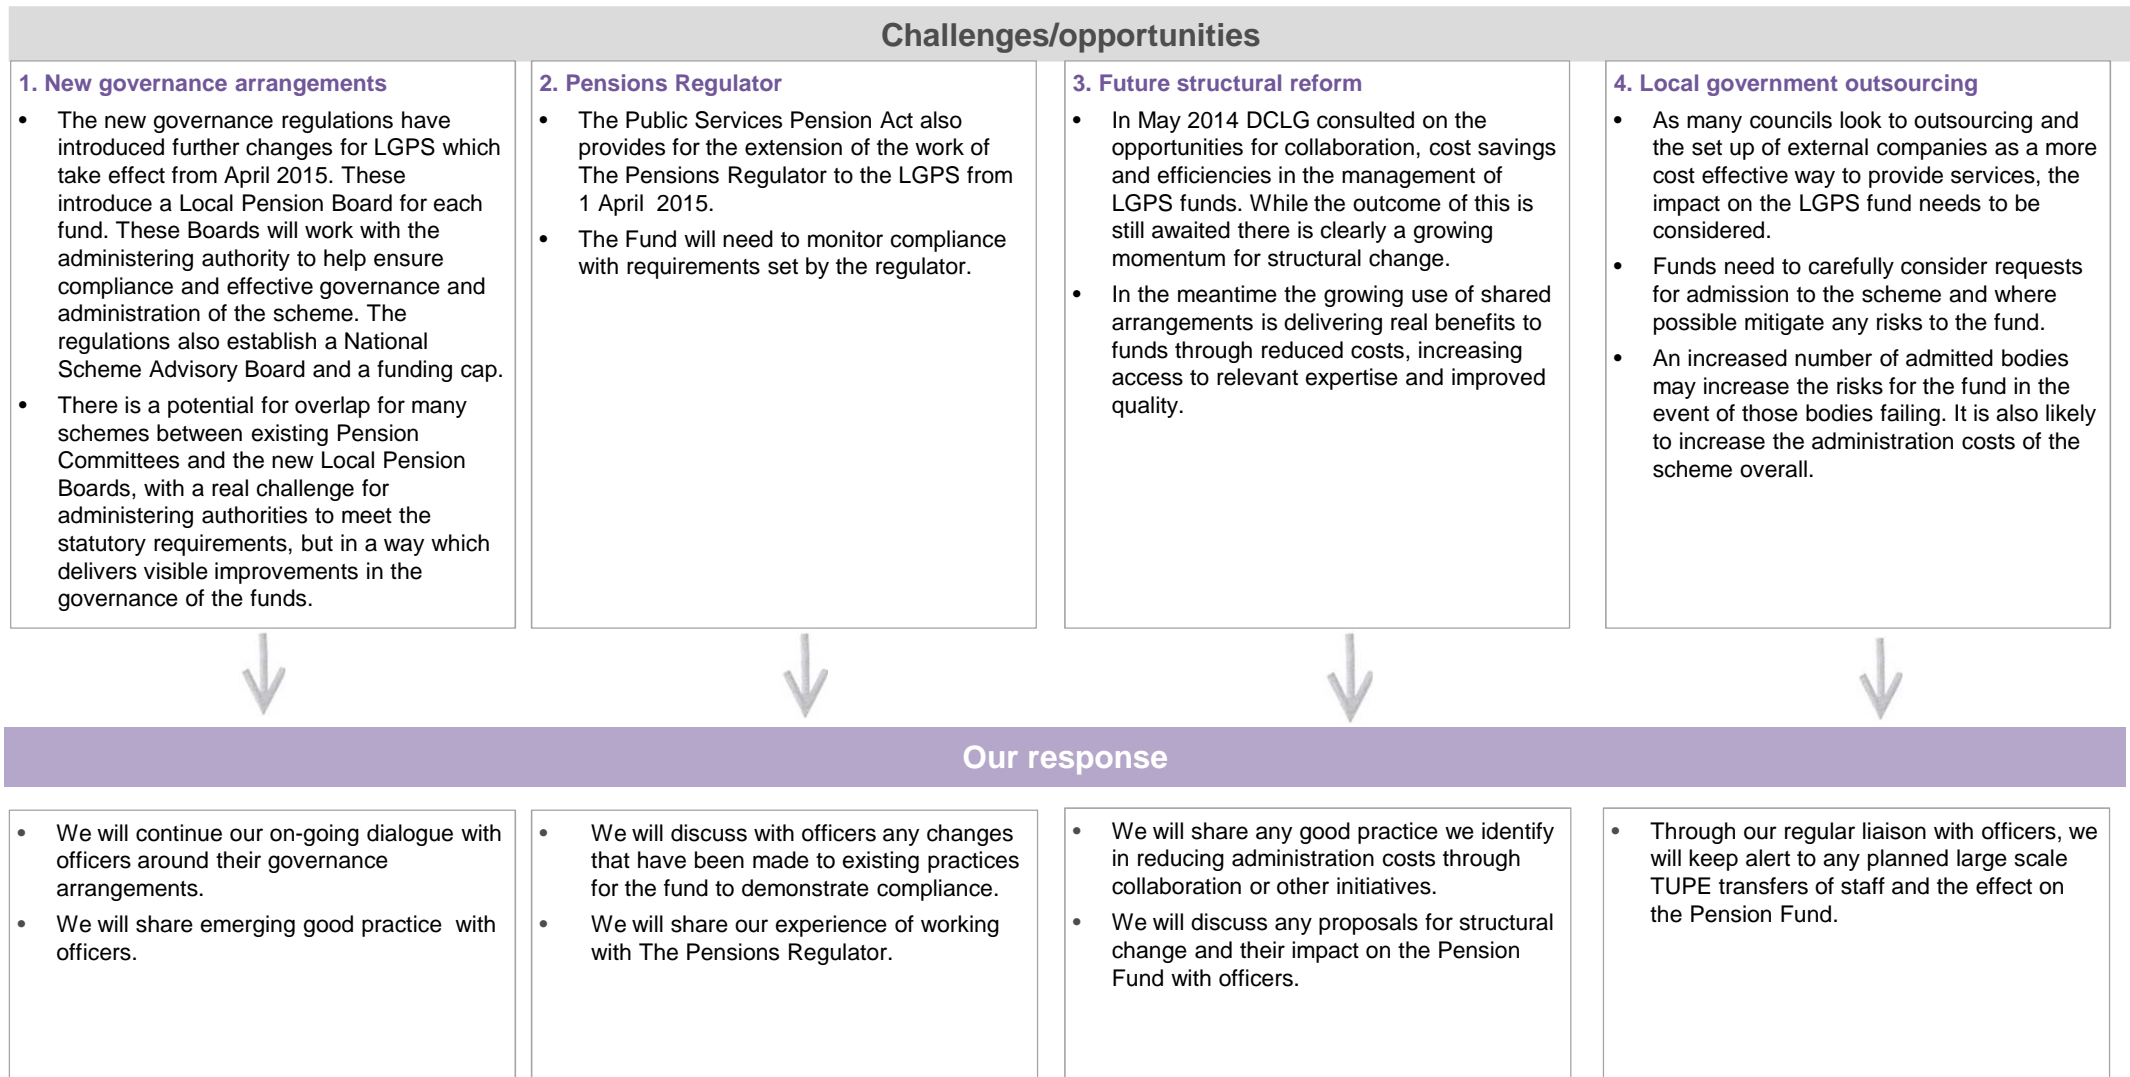 Challenges/opportunities
1. New governance arrangements
• The new governance regulations have
introduced further changes for LGPS which
take effect from April 2015. These
introduce a Local Pension Board for each
fund. These Boards will work with the
administering authority to help ensure
compliance and effective governance and
administration of the scheme. The
regulations also establish a National
Scheme Advisory Board and a funding cap.
• There is a potential for overlap for many
schemes between existing Pension
Committees and the new Local Pension
Boards, with a real challenge for
administering authorities to meet the
statutory requirements, but in a way which
delivers visible improvements in the
governance of the funds.
2. Pensions Regulator
• The Public Services Pension Act also
provides for the extension of the work of
The Pensions Regulator to the LGPS from
1 April 2015.
• The Fund will need to monitor compliance
with requirements set by the regulator.
3. Future structural reform
• In May 2014 DCLG consulted on the
opportunities for collaboration, cost savings
and efficiencies in the management of
LGPS funds. While the outcome of this is
still awaited there is clearly a growing
momentum for structural change.
• In the meantime the growing use of shared
arrangements is delivering real benefits to
funds through reduced costs, increasing
access to relevant expertise and improved
quality.
4. Local government outsourcing
• As many councils look to outsourcing and
the set up of external companies as a more
cost effective way to provide services, the
impact on the LGPS fund needs to be
considered.
• Funds need to carefully consider requests
for admission to the scheme and where
possible mitigate any risks to the fund.
• An increased number of admitted bodies
may increase the risks for the fund in the
event of those bodies failing. It is also likely
to increase the administration costs of the
scheme overall.
Our response
• We will continue our on-going dialogue with
officers around their governance
arrangements.
• We will share emerging good practice with
officers.
• We will discuss with officers any changes
that have been made to existing practices
for the fund to demonstrate compliance.
• We will share our experience of working
with The Pensions Regulator.
• We will share any good practice we identify
in reducing administration costs through
collaboration or other initiatives.
• We will discuss any proposals for structural
change and their impact on the Pension
Fund with officers.
• Through our regular liaison with officers, we
will keep alert to any planned large scale
TUPE transfers of staff and the effect on
the Pension Fund.